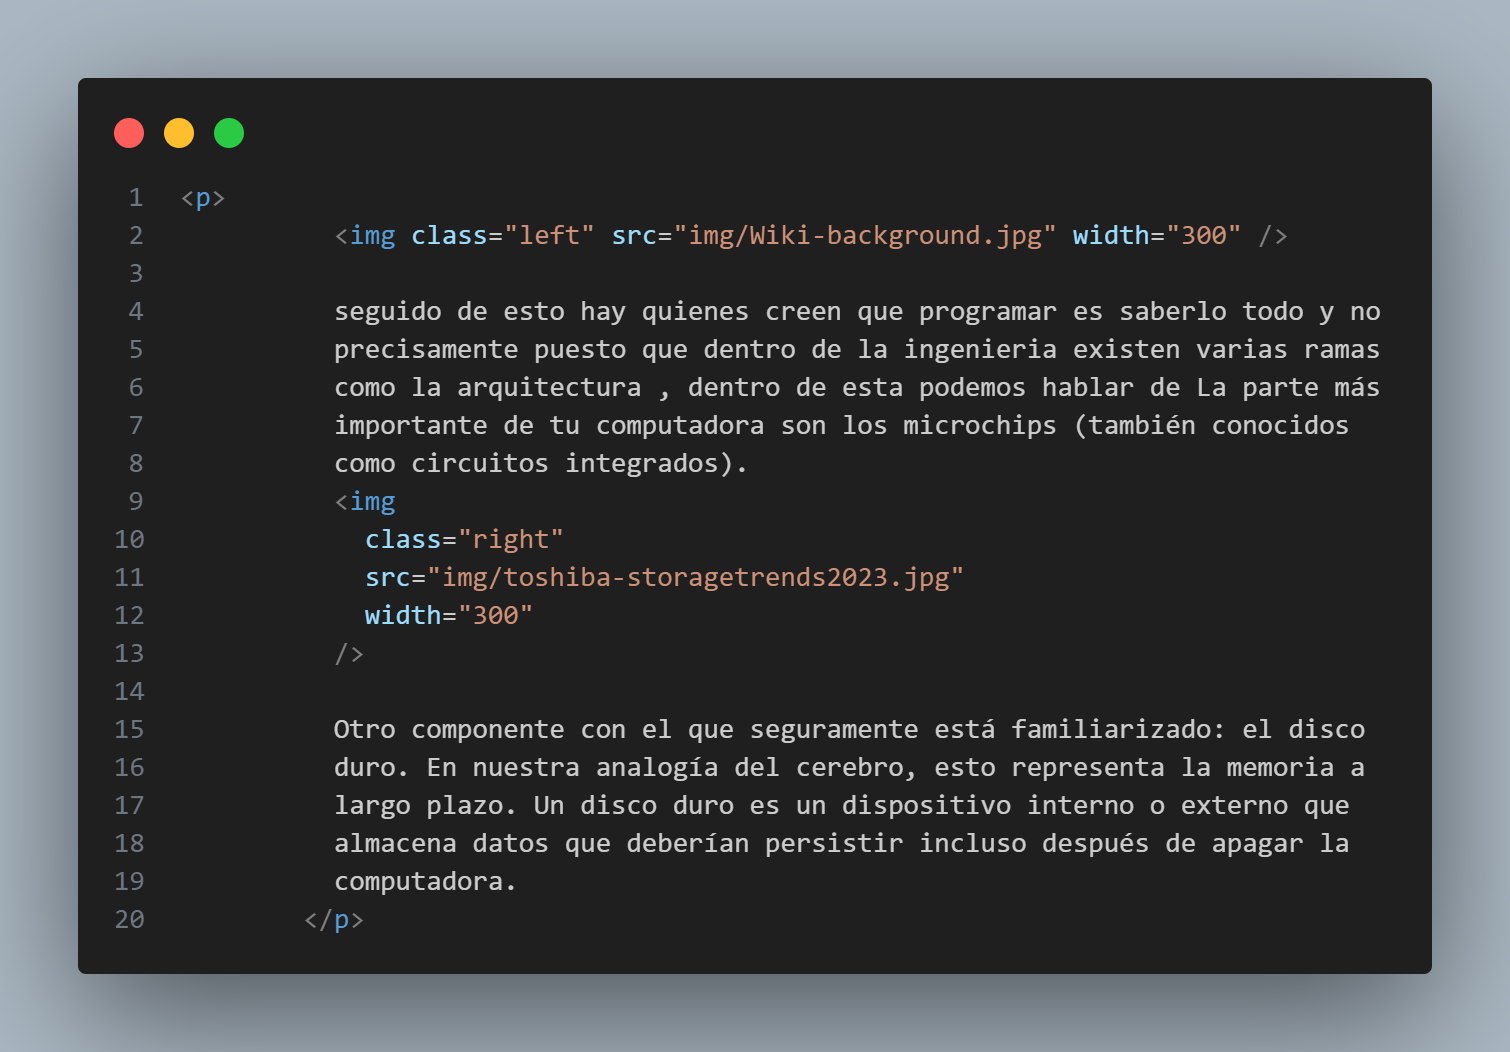 1 <p>
2 <img class="left" src="img/Wiki-background.jpg" width="300" />
3
4 seguido de esto hay quienes creen que programar es saberlo todo y no
5 precisamente puesto que dentro de la ingenieria existen varias ramas
6 como la arquitectura , dentro de esta podemos hablar de La parte más
7 importante de tu computadora son los microchips (también conocidos
8 como circuitos integrados).
9 <img
10 class="right"
11 src="img/toshiba-storagetrends2023.jpg"
12 width="300"
13 />
14
15 Otro componente con el que seguramente está familiarizado: el disco
16 duro. En nuestra analogía del cerebro, esto representa la memoria a
17 largo plazo. Un disco duro es un dispositivo interno o externo que
18 almacena datos que deberían persistir incluso después de apagar la
19 computadora.
20 </p>